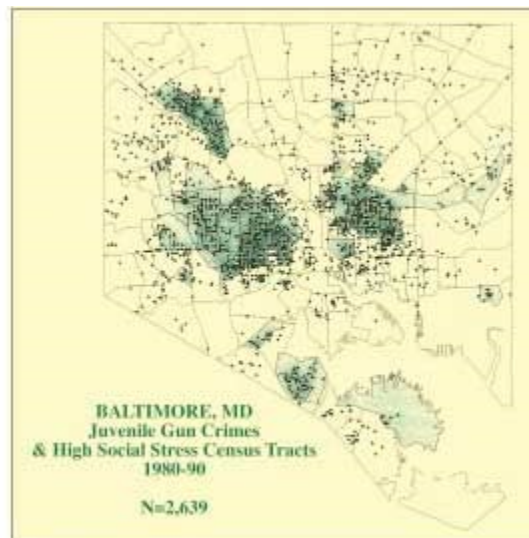 BALTIMORE, MD
Juvenile Gun Crimes
& High Social Stress Census Tracts
1980-90
N=2,639